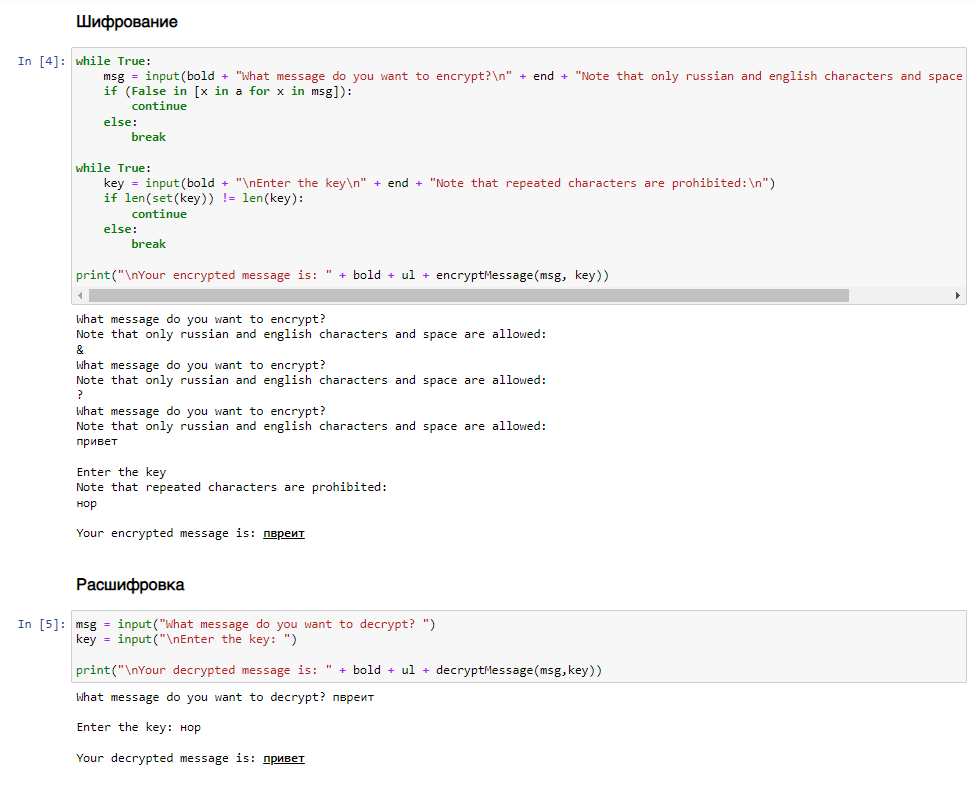 Шифрование
In [4]: while True:
msg = input(bold + "What message do you want to encrypt?\n" + end + "Note that only russian and english characters and space
if (False in [x in a for x in msg]):
continue
else:
break
while True:
key = input(bold + "\nEnter the key\n" + end + "Note that repeated characters are prohibited:\n")
if len(set(key)) != len(key):
continue
else:
break
print("\nYour encrypted message is: " + bold + ul + encryptMessage(msg, key))
What message do you want to encrypt?
Note that only russian and english characters and space are allowed:
&
What message do you want to encrypt?
Note that only russian and english characters and space are allowed:
?
What message do you want to encrypt?
Note that only russian and english characters and space are allowed:
привет
Enter the key
Note that repeated characters are prohibited:
нор
Your encrypted message is: пвреит
Расшифровка
In [5]: msg = input("What message do you want to decrypt? ")
key = input("\nEnter the key: ")
print("\nYour decrypted message is: " + bold + ul + decryptMessage(msg,key))
What message do you want to decrypt? пвреит
Enter the key: нор
Your decrypted message is: привет